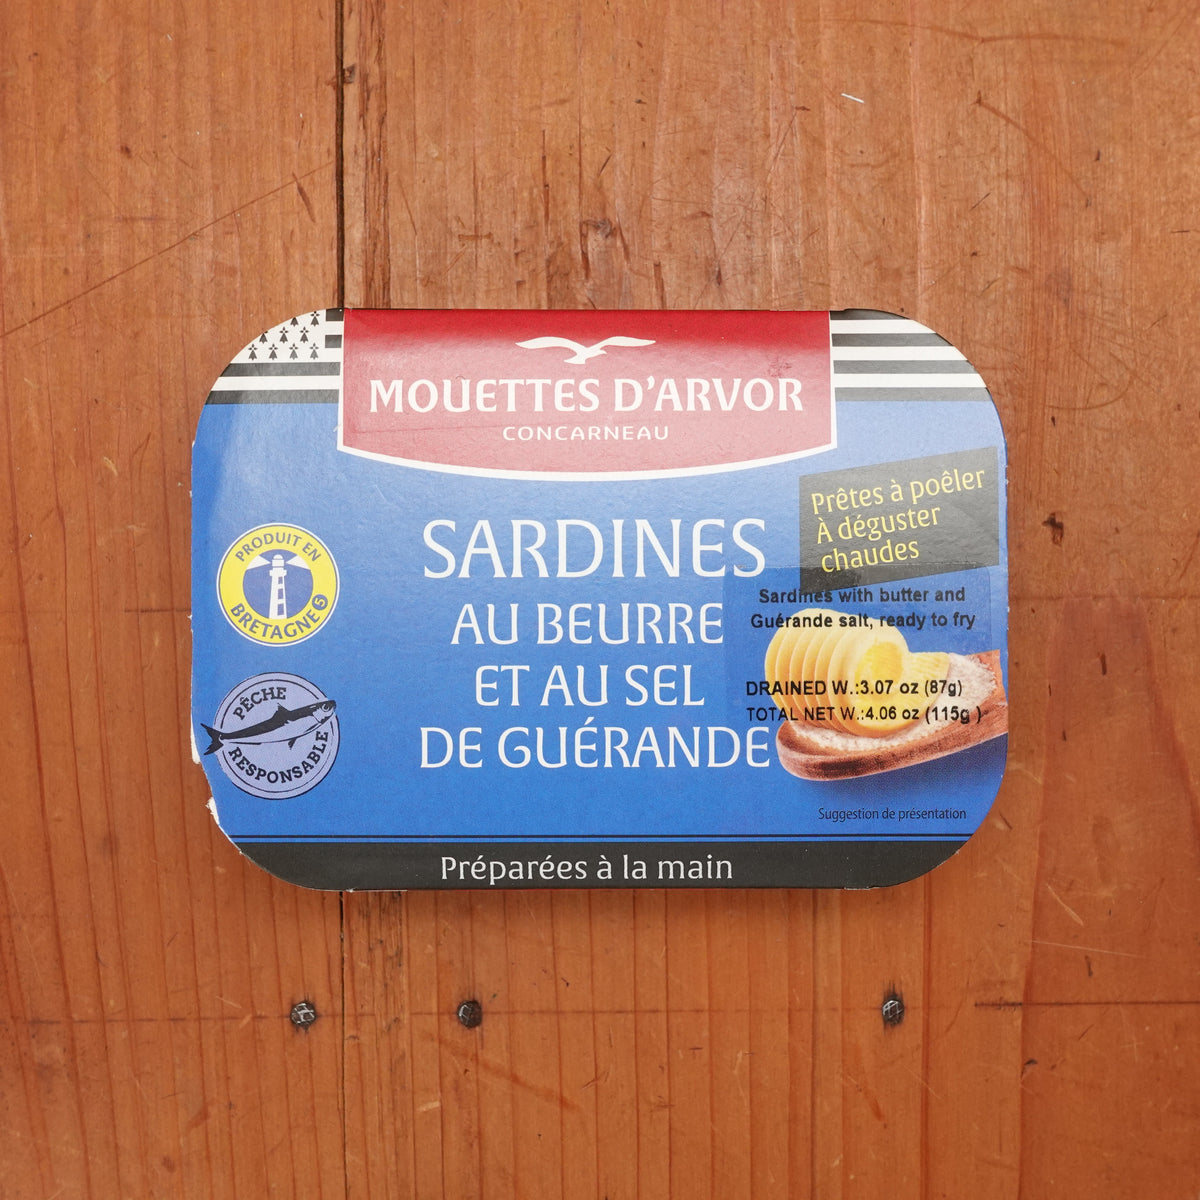 MOUETTES D'ARVOR
CONCARNEAU
Prêtes à poêler
À déguster
chaudes
SARDINES
AU BEURRE
ET AU SEL
DE GUÉRANDE
PRODUIT EN
BRETAGNE 5
PÊCHE
RESPONSABLE
Sardines with butter and
Guérande salt, ready to fry
DRAINED W.:3.07 oz (87g)
TOTAL NET W.:4.06 oz (115g )
Suggestion de présentation
Préparées à la main